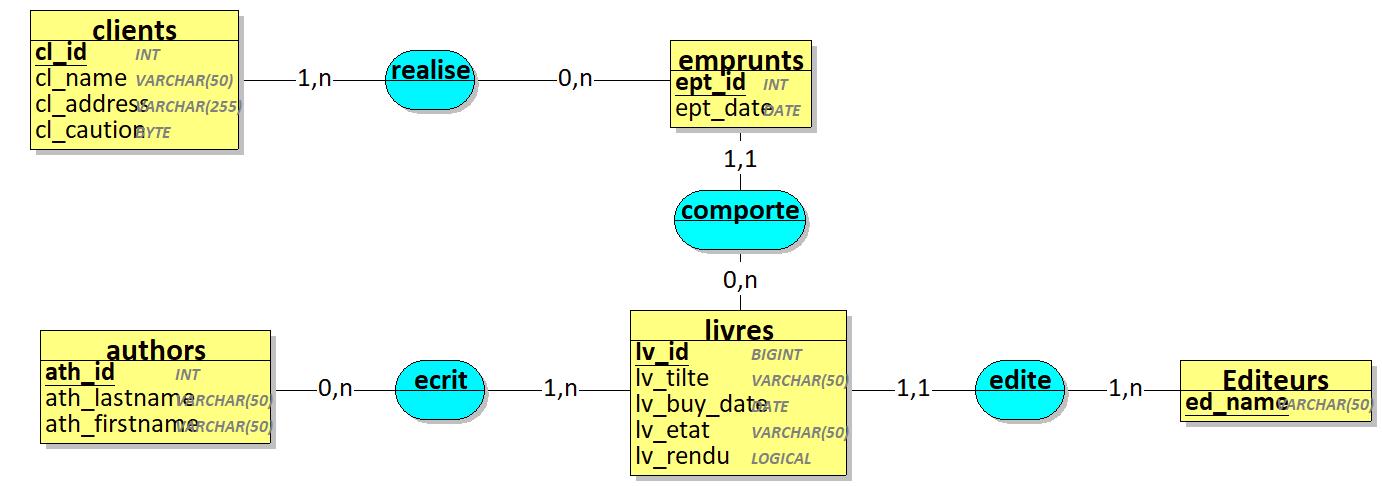 clients
cl_id INT
cl_name VARCHAR(50)
cl_address VARCHAR(255)
cl_caution BYTE
1,n
realise
0,n
emprunts
ept_id INT
ept_date DATE
1,1
comporte
0,n
authors
ath_id INT
ath_lastname VARCHAR(50)
ath_firstname VARCHAR(50)
0,n
ecrit
1,n
livres
lv_id BIGINT
lv_tilte VARCHAR(50)
lv_buy_date DATE
lv_etat VARCHAR(50)
lv_rendu LOGICAL
1,1
edite
1,n
Editeurs
ed_name VARCHAR(50)